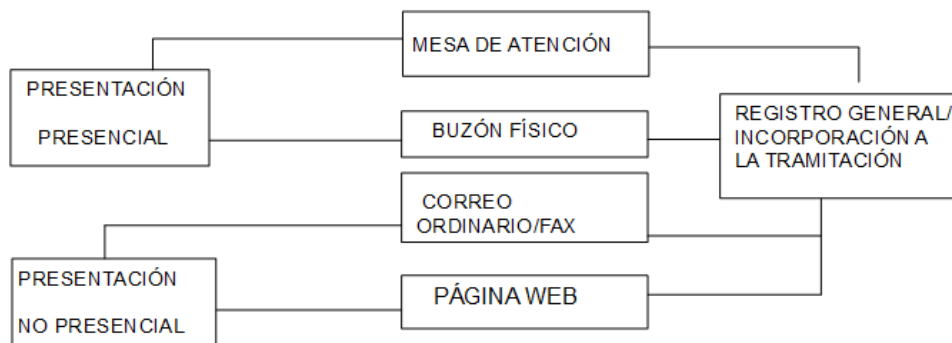 MESA DE ATENCIÓN
PRESENTACIÓN
PRESENCIAL
BUZÓN FÍSICO
REGISTRO GENERAL/
INCORPORACIÓN A
LA TRAMITACIÓN
CORREO
ORDINARIO/FAX
PRESENTACIÓN
NO PRESENCIAL
PÁGINA WEB